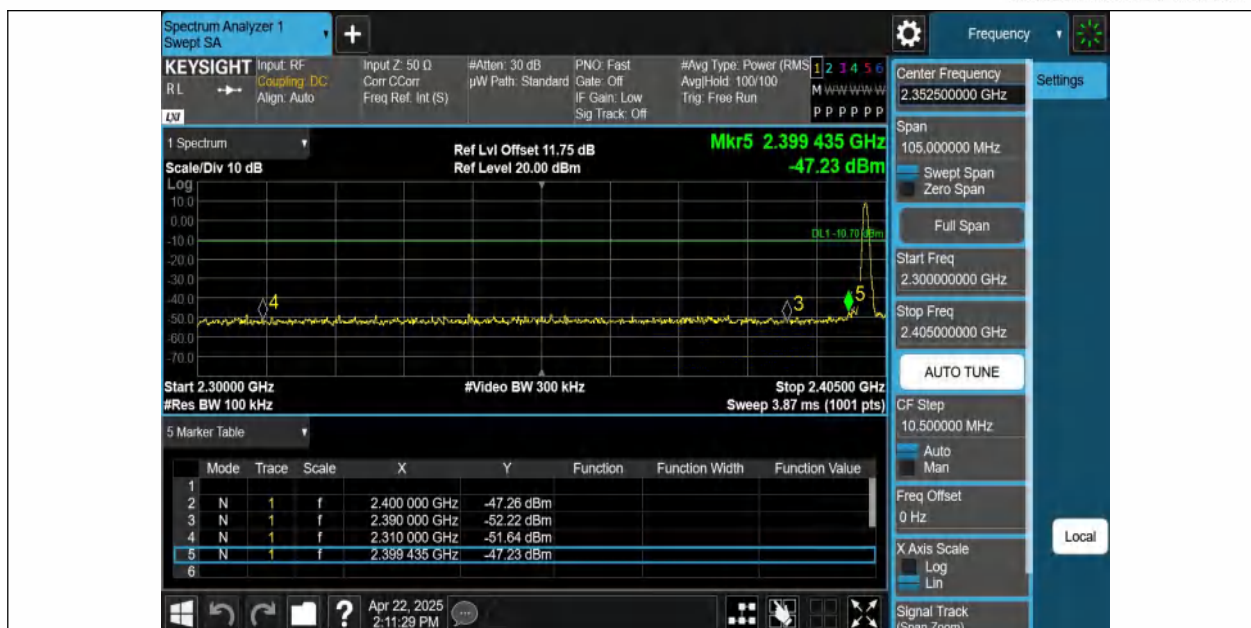 Spectrum Analyzer 1
Swept SA
Frequency
KEYSIGHT
RL
LXI
Input: RF
Coupling: DC
Align: Auto
Input Z: 50 Ω
Corr CCorr
Freq Ref: Int (S)
#Atten: 30 dB
µW Path: Standard
PNO: Fast
Gate: Off
IF Gain: Low
Sig Track: Off
#Avg Type: Power (RMS
Avg|Hold: 100/100
Trig: Free Run
1 2 3 4 5 6
M W W W W W
P P P P P P
1 Spectrum
Scale/Div 10 dB
Ref Lvl Offset 11.75 dB
Ref Level 20.00 dBm
Mkr5 2.399 435 GHz
-47.23 dBm
Log
10.0
0.00
-10.0
-20.0
-30.0
-40.0
-50.0
-60.0
-70.0
DL1 -10.70 dBm
4
3
5
Start 2.30000 GHz
#Video BW 300 kHz
Stop 2.40500 GHz
#Res BW 100 kHz
Sweep 3.87 ms (1001 pts)
5 Marker Table
Mode Trace Scale X Y Function Function Width Function Value
1
2 N 1 f 2.400 000 GHz -47.26 dBm
3 N 1 f 2.390 000 GHz -52.22 dBm
4 N 1 f 2.310 000 GHz -51.64 dBm
5 N 1 f 2.399 435 GHz -47.23 dBm
6
Apr 22, 2025
2:11:29 PM
Center Frequency
2.352500000 GHz
Span
105.000000 MHz
Swept Span
Zero Span
Full Span
Start Freq
2.300000000 GHz
Stop Freq
2.405000000 GHz
AUTO TUNE
CF Step
10.500000 MHz
Auto
Man
Freq Offset
0 Hz
X Axis Scale
Log
Lin
Signal Track
(Span Zoom)
Settings
Local